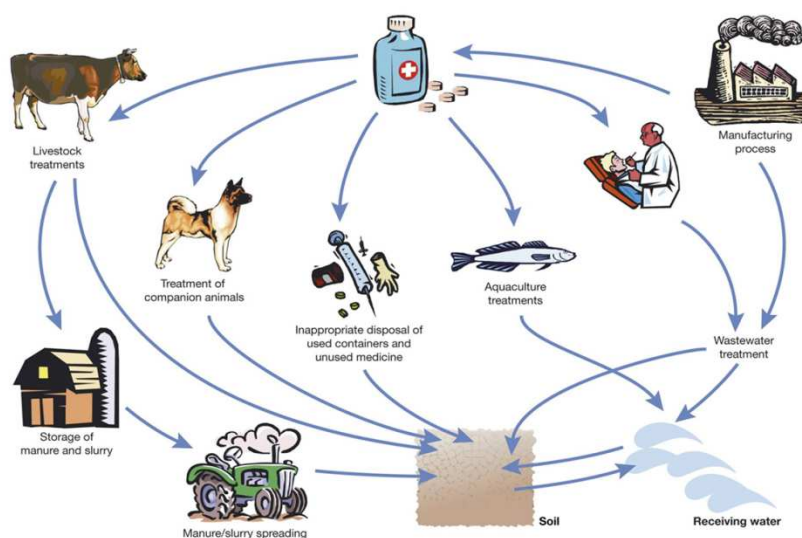 Livestock
treatments
Manufacturing
process
Treatment of
companion animals
Inappropriate disposal of
used containers and
unused medicine
Aquaculture
treatments
Wastewater
treatment
Storage of
manure and slurry
Manure/slurry spreading
Soil
Receiving water